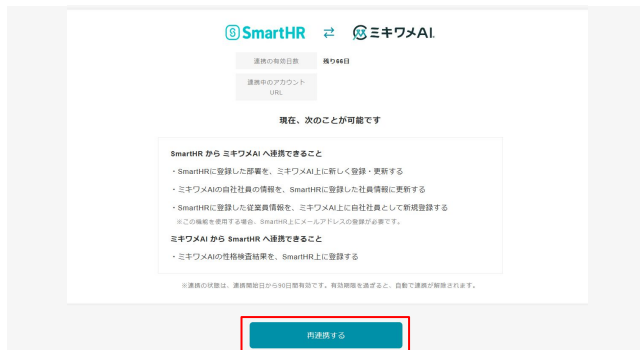 SmartHR ⇄ ミキワメAI.
連携の有効日数 残り66日
連携中のアカウント
URL
現在、次のことが可能です
SmartHR から ミキワメAI へ連携できること
・SmartHRに登録した部署を、ミキワメAI上に新しく登録・更新する
・ミキワメAIの自社社員の情報を、SmartHRに登録した社員情報に更新する
・SmartHRに登録した従業員情報を、ミキワメAI上に自社社員として新規登録する
※この機能を使用する場合、SmartHR上にメールアドレスの登録が必要です。
ミキワメAI から SmartHR へ連携できること
・ミキワメAIの性格検査結果を、SmartHR上に登録する
※連携の状態は、連携開始日から90日間有効です。有効期限を過ぎると、自動で連携が解除されます。
再連携する